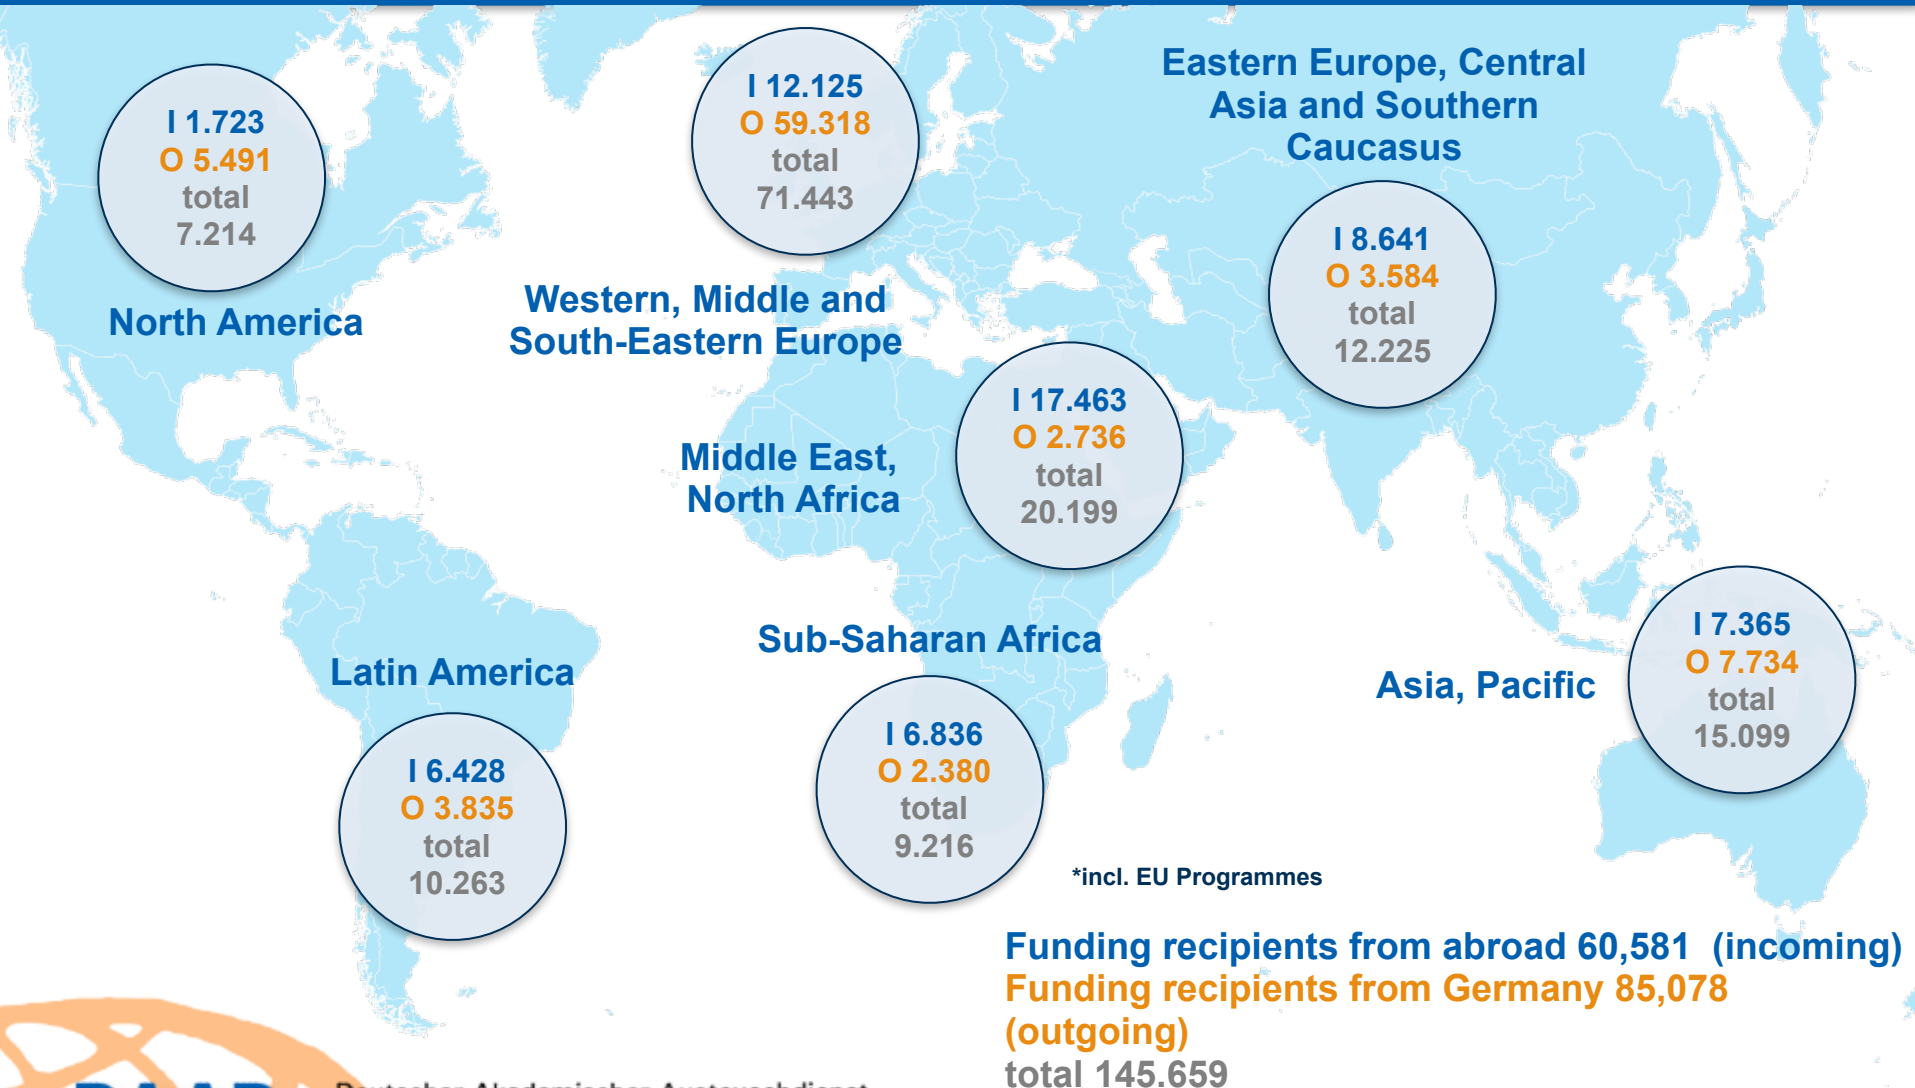 I 1.723
O 5.491
total
7.214
North America
I 12.125
O 59.318
total
71.443
Western, Middle and
South-Eastern Europe
Eastern Europe, Central
Asia and Southern
Caucasus
I 8.641
O 3.584
total
12.225
Middle East,
North Africa
I 17.463
O 2.736
total
20.199
Latin America
I 6.428
O 3.835
total
10.263
Sub-Saharan Africa
I 6.836
O 2.380
total
9.216
Asia, Pacific
I 7.365
O 7.734
total
15.099
*incl. EU Programmes
Funding recipients from abroad 60,581 (incoming)
Funding recipients from Germany 85,078
(outgoing)
total 145.659
DAAD
Deutscher Akademischer Austauschdienst